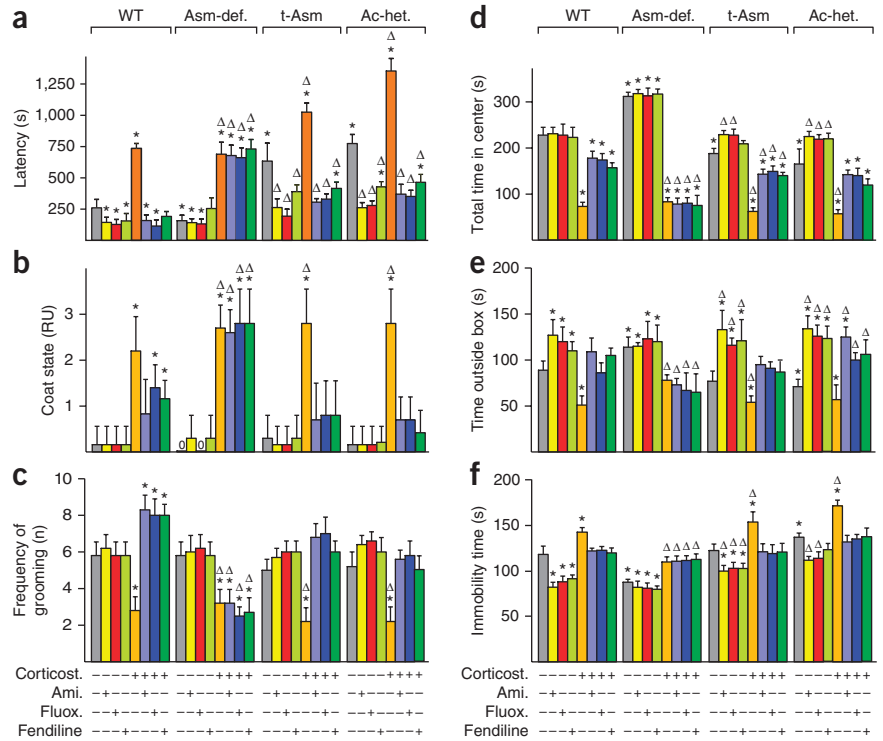 a
WT
Asm-def.
t-Asm
Ac-het.
Latency (s)
1,500
1,250
1,000
750
500
250
b
Coat state (RU)
3
2
1
0
0
c
Frequency of
grooming (n)
10
8
6
4
2
Corticost. – – – – + + + + – – – – + + + + – – – – + + + + – – – – + + + +
Ami. – + – – – + – – – + – – – + – – – + – – – + – – – + – – – + – –
Fluox. – – + – – – + – – – + – – – + – – – + – – – + – – – + – – – + –
Fendiline – – – + – – – + – – – + – – – + – – – + – – – + – – – + – – – +
d
WT
Asm-def.
t-Asm
Ac-het.
Total time in center (s)
300
200
100
e
Time outside box (s)
200
150
100
50
f
Immobility time (s)
200
150
100
50
Corticost. – – – – + + + + – – – – + + + + – – – – + + + + – – – – + + + +
Ami. – + – – – + – – – + – – – + – – – + – – – + – – – + – – – + – –
Fluox. – – + – – – + – – – + – – – + – – – + – – – + – – – + – – – + –
Fendiline – – – + – – – + – – – + – – – + – – – + – – – + – – – + – – – +